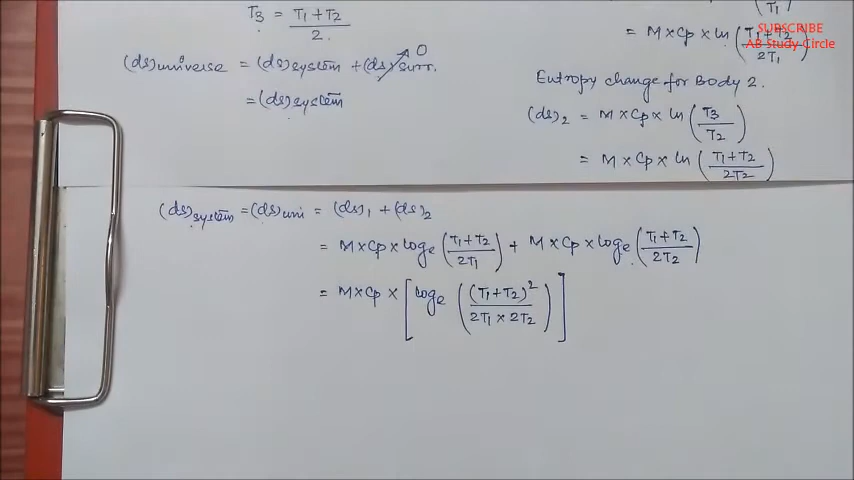 T3 = T1+T2 / 2.
(ds)universe = (ds)system + (ds)surr. 0
= (ds)system
T1
= M×Cp× ln (T1+T2 / 2T1)
Entropy change for Body 2.
(ds)2 = M×Cp× ln (T3 / T2)
= M×Cp× ln (T1+T2 / 2T2)
SUBSCRIBE
AB Study Circle
(ds)system = (ds)uni = (ds)1 + (ds)2
= M×Cp×loge (T1+T2 / 2T1) + M×Cp×loge (T1+T2 / 2T2)
= M×Cp× [loge ((T1+T2)² / 2T1 × 2T2)]